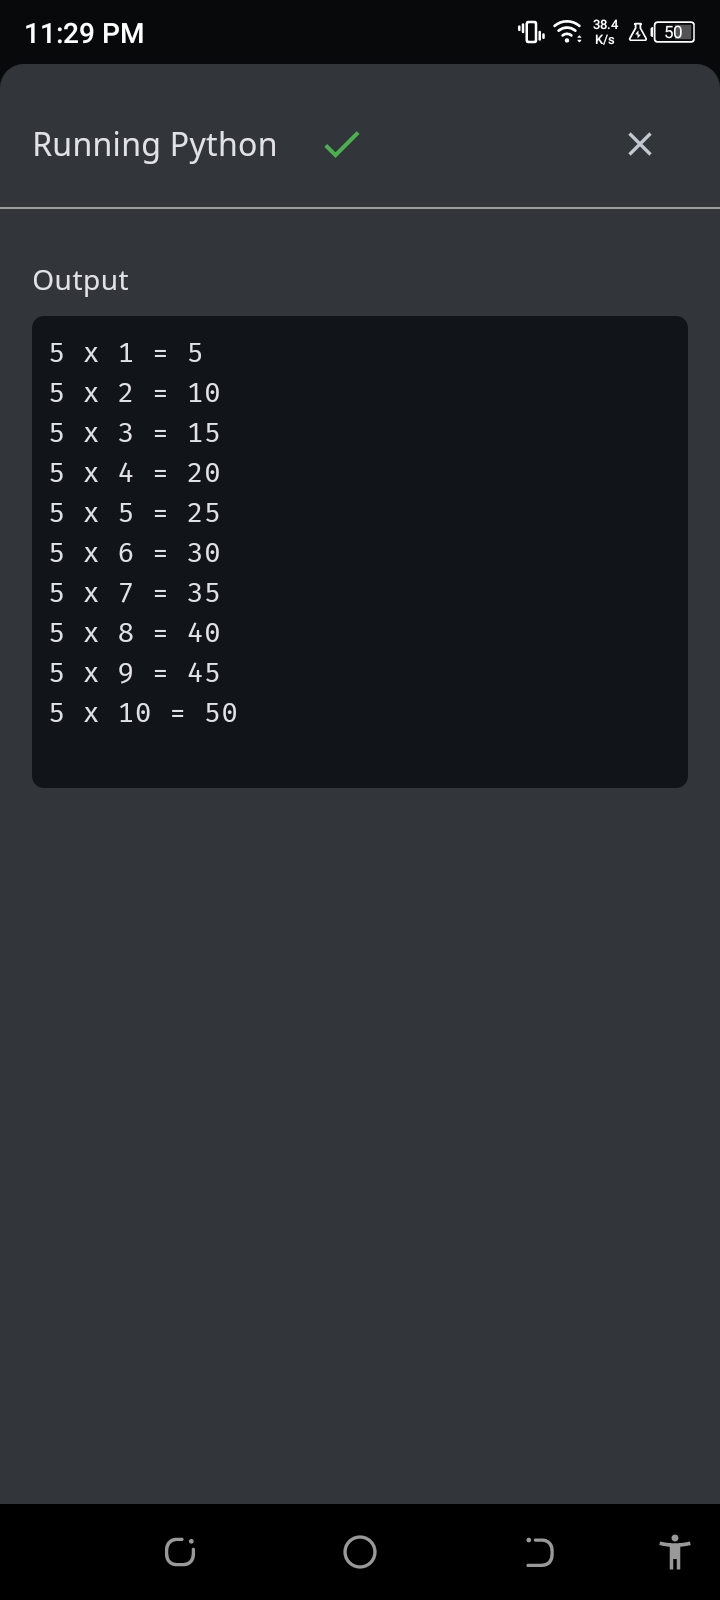 11:29 PM
38.4
K/s
50
Running Python
Output
5 x 1 = 5
5 x 2 = 10
5 x 3 = 15
5 x 4 = 20
5 x 5 = 25
5 x 6 = 30
5 x 7 = 35
5 x 8 = 40
5 x 9 = 45
5 x 10 = 50